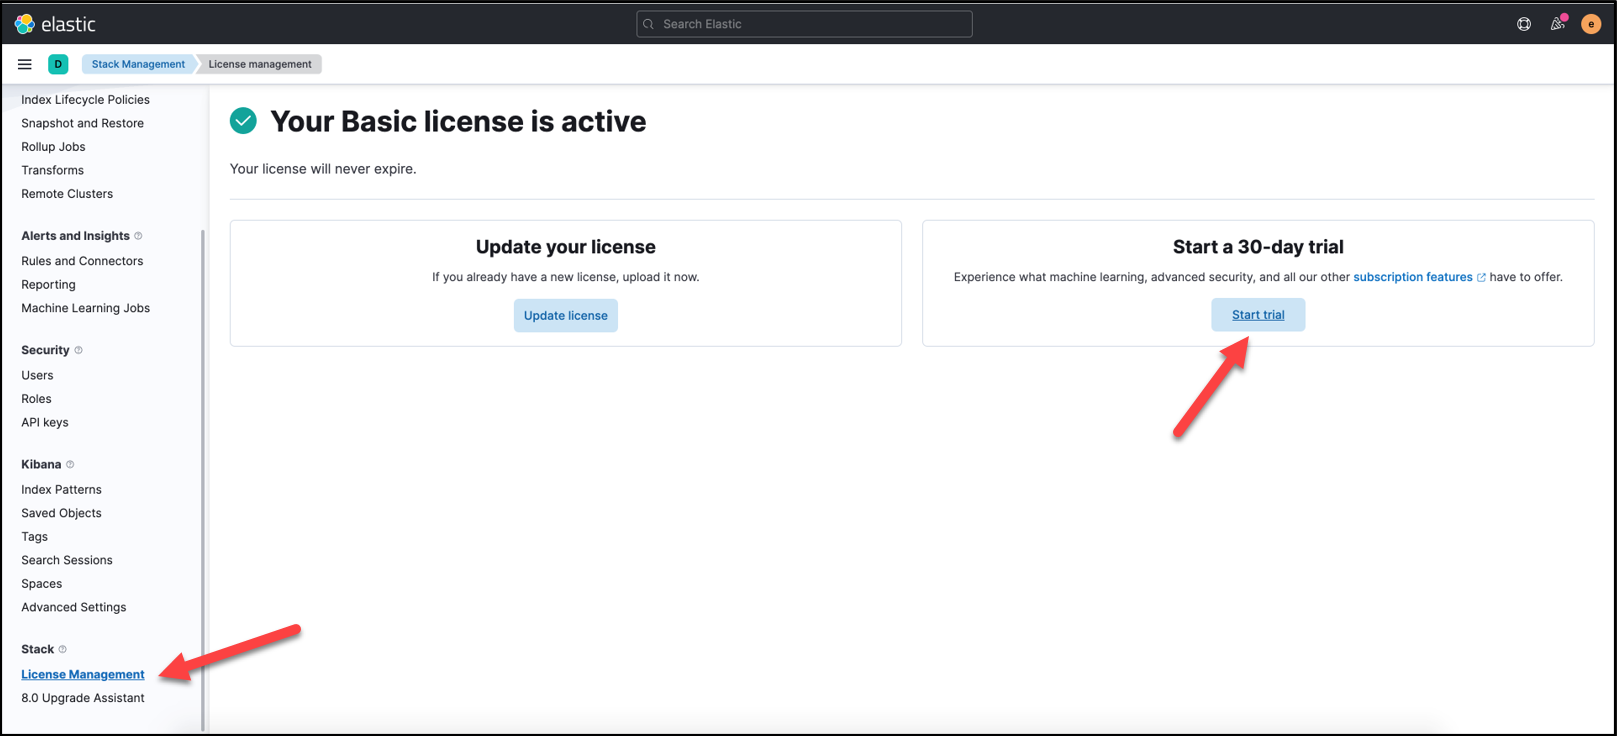 elastic
Search Elastic
e
D
Stack Management
License management
Index Lifecycle Policies
Snapshot and Restore
Rollup Jobs
Transforms
Remote Clusters
Alerts and Insights
Rules and Connectors
Reporting
Machine Learning Jobs
Security
Users
Roles
API keys
Kibana
Index Patterns
Saved Objects
Tags
Search Sessions
Spaces
Advanced Settings
Stack
License Management
8.0 Upgrade Assistant
Your Basic license is active
Your license will never expire.
Update your license
If you already have a new license, upload it now.
Update license
Start a 30-day trial
Experience what machine learning, advanced security, and all our other subscription features have to offer.
Start trial